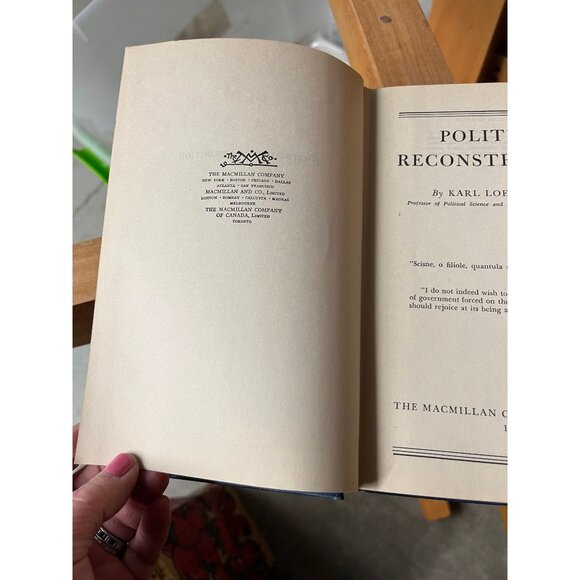 The M Co.
THE MACMILLAN COMPANY
NEW YORK · BOSTON · CHICAGO · DALLAS
ATLANTA · SAN FRANCISCO
MACMILLAN AND CO., LIMITED
LONDON · BOMBAY · CALCUTTA · MADRAS
MELBOURNE
THE MACMILLAN COMPANY
OF CANADA, LIMITED
TORONTO
POLIT
RECONSTR
By KARL LOE
Professor of Political Science and
"Scisne, o filiole, quantula
"I do not indeed wish to
of government forced on tho
should rejoice at its being a
THE MACMILLAN C
1